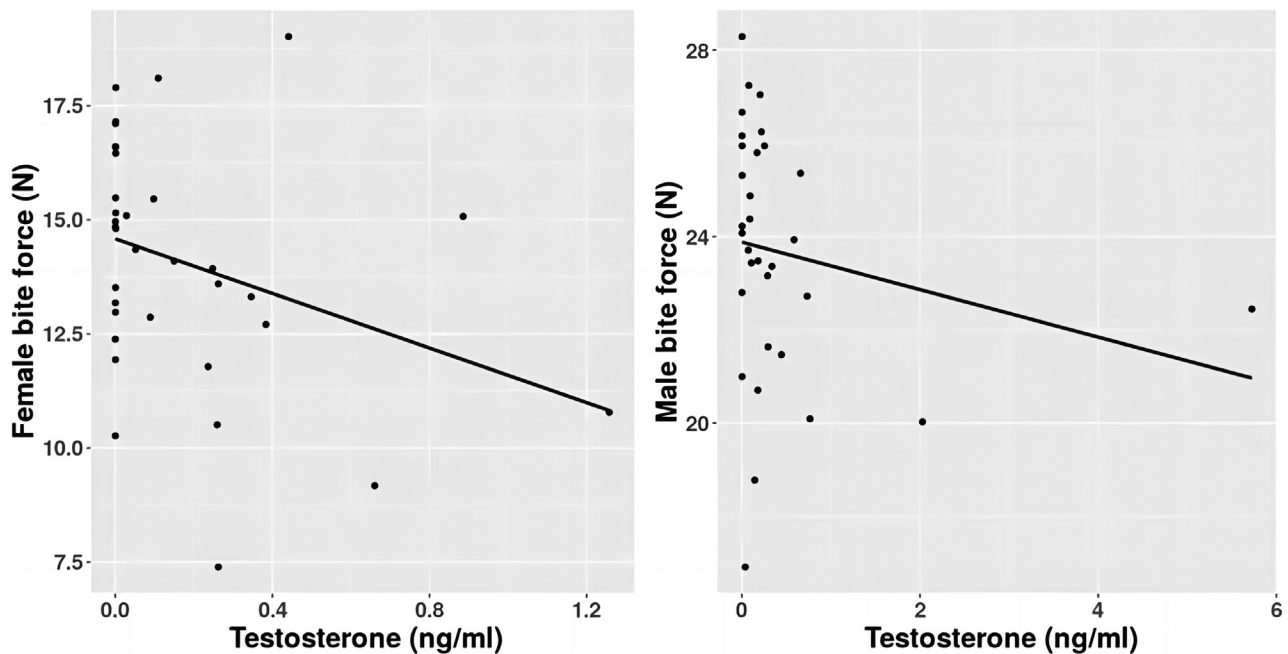 Female bite force (N)
17.5
15.0
12.5
10.0
7.5
0.0 0.4 0.8 1.2
Testosterone (ng/ml)
Male bite force (N)
28
24
20
0 2 4 6
Testosterone (ng/ml)